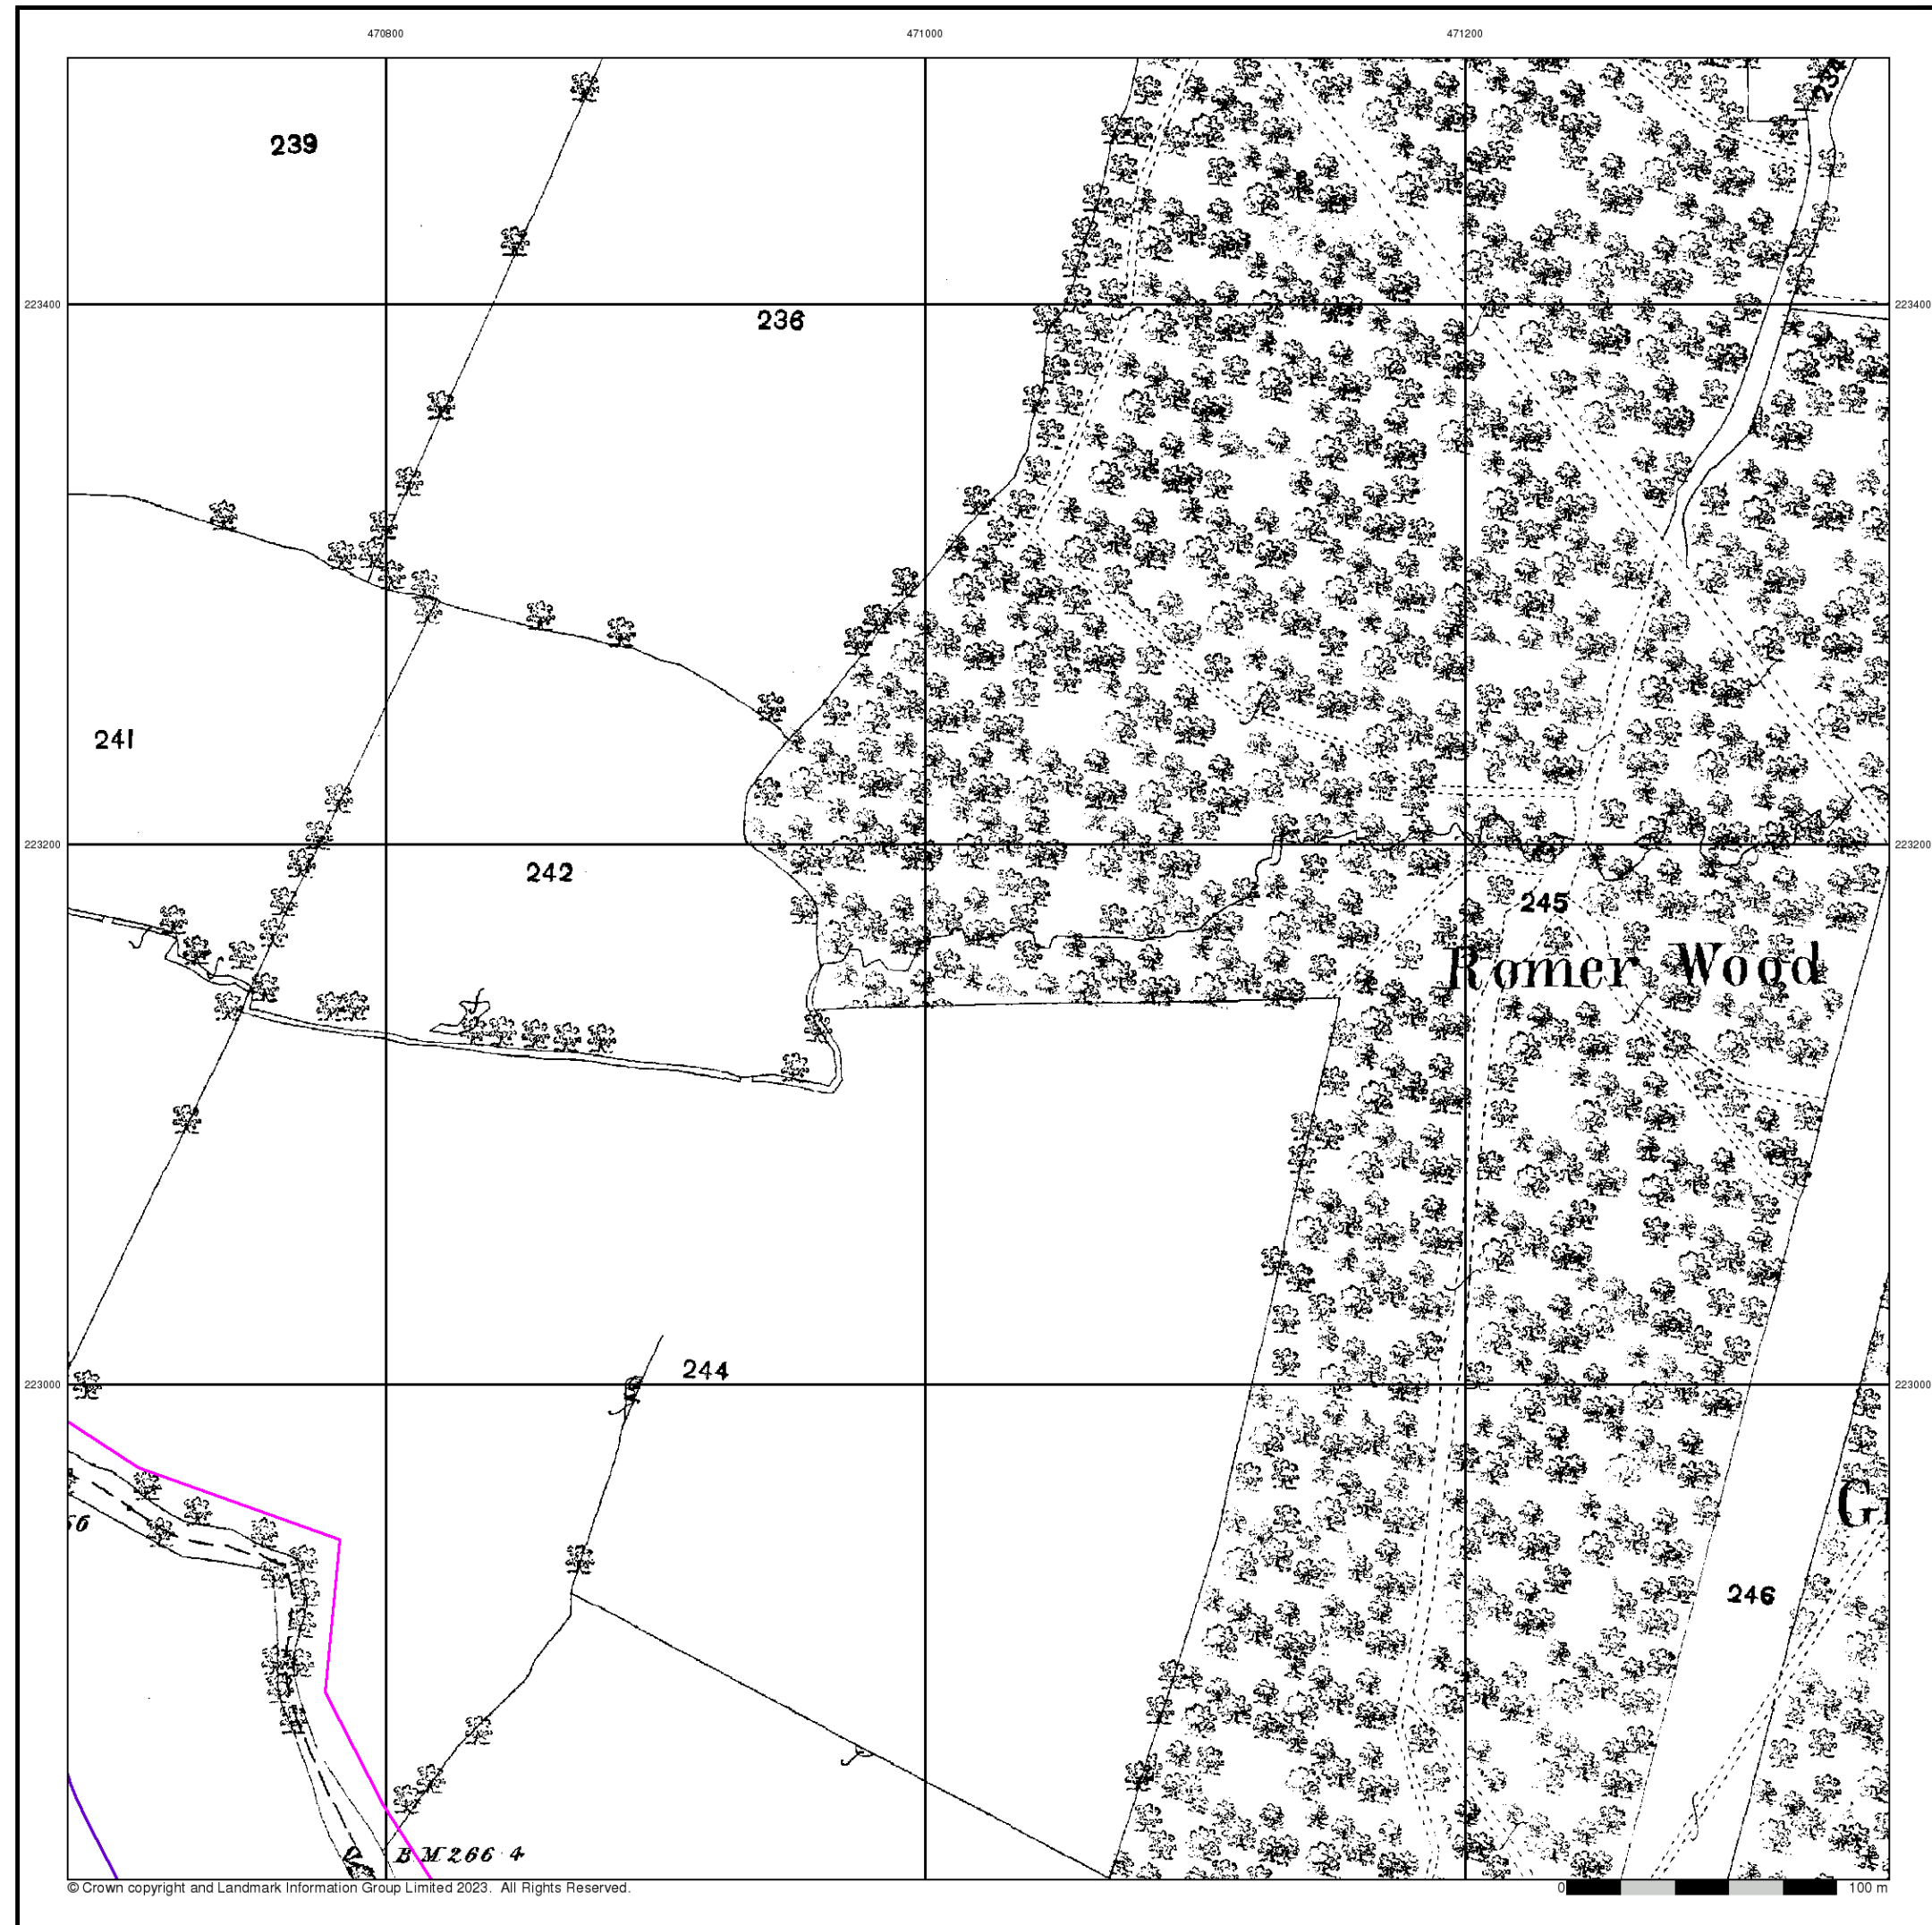 470800 471000 471200
234
239
223400 236 223400
241
223200 242 223200
245
Romer Wood
244
223000 223000
G
246
B M 266·4
© Crown copyright and Landmark Information Group Limited 2023. All Rights Reserved. 0 100 m